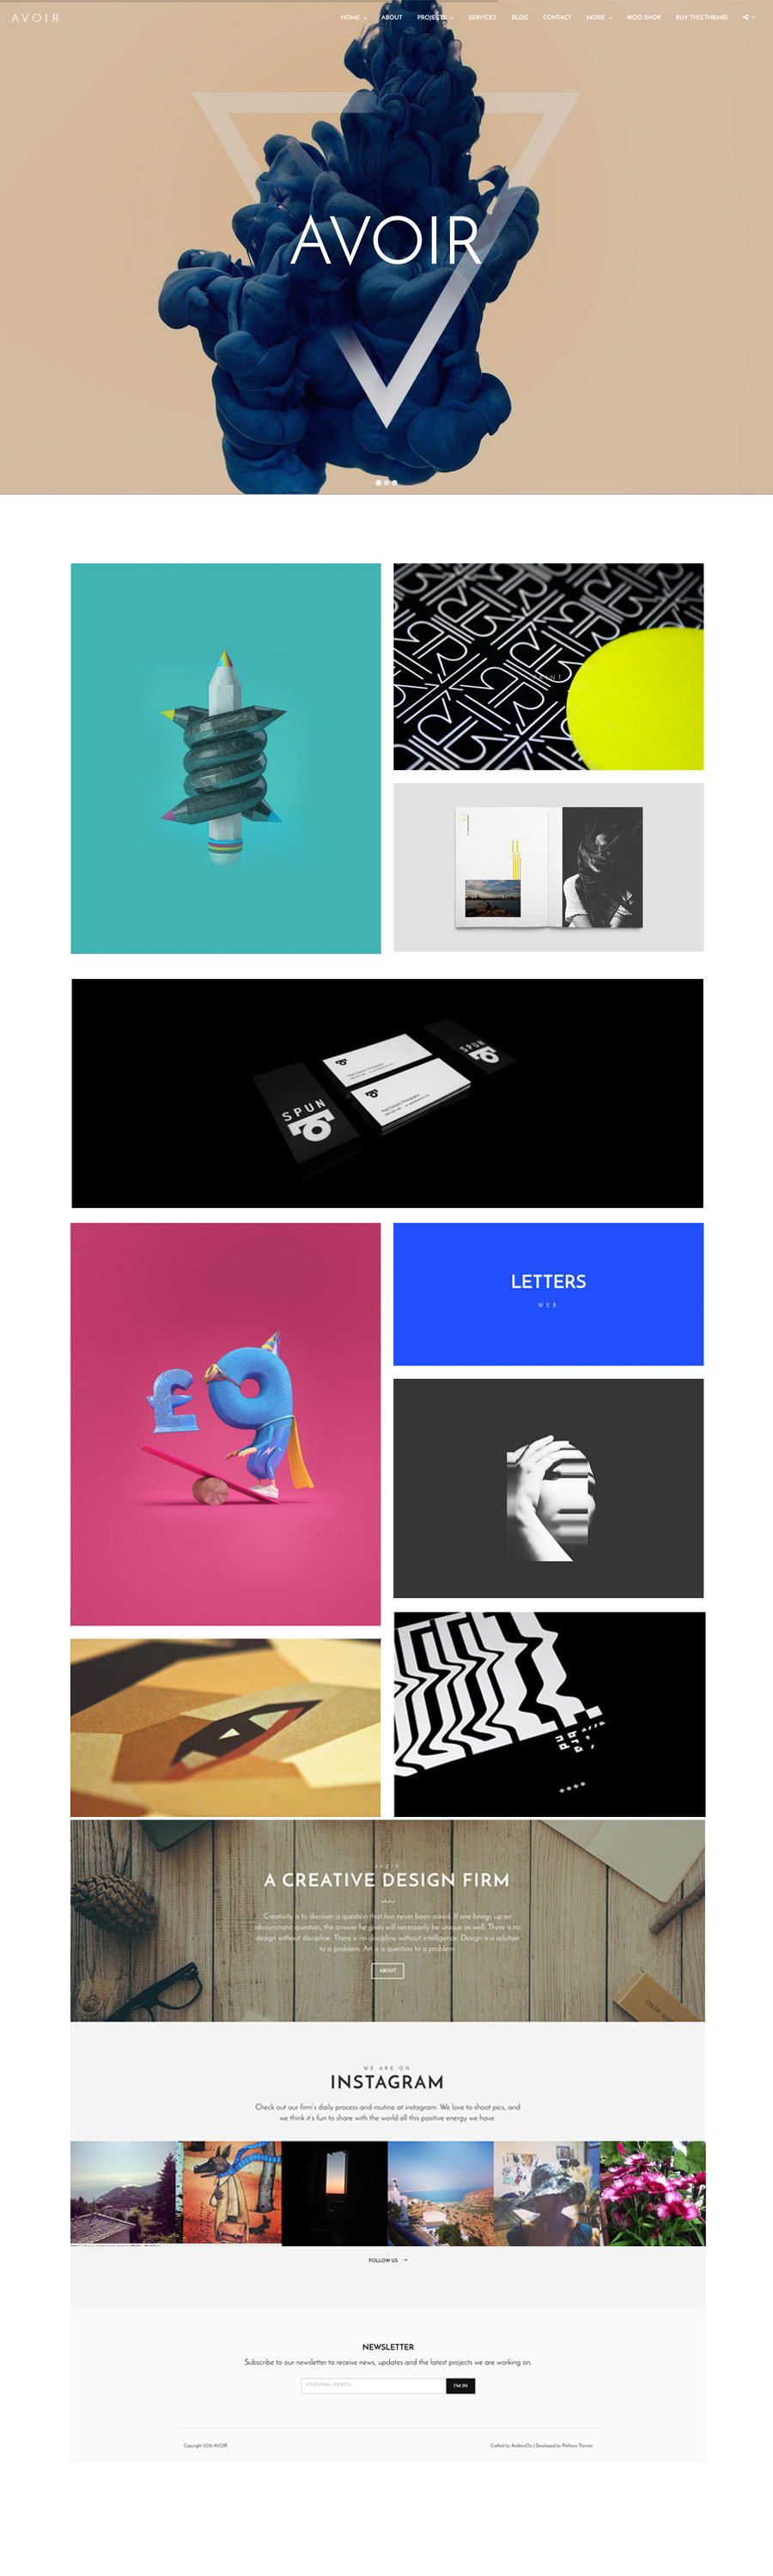 AVOIЯ
HOME ABOUT PROJECTS SERVICES BLOG CONTACT MORE WOO SHOP BUY THIS THEME!
AVOIR
PRINT
SPUN
SPUN
LETTERS
WEB
AVOIR
A CREATIVE DESIGN FIRM
Creativity is to discover a question that has never been asked. If one brings up an
idiosyncratic question, the answer he gives will necessarily be unique as well. There is no
design without discipline. There is no discipline without intelligence. Design is a solution
to a problem. Art is a question to a problem.
ABOUT
COLOR
WE ARE ON
INSTAGRAM
Check out our firm's daily process and routine at instagram. We love to shoot pics, and
we think it's fun to share with the world all this positive energy we have.
FOLLOW US →
NEWSLETTER
Subscribe to our newsletter to receive news, updates and the latest projects we are working on.
YOUR EMAIL ADDRESS...
I'M IN
Copyright 2016 AVOIR
Crafted by AndrewChs | Developed by Pixflows Themes